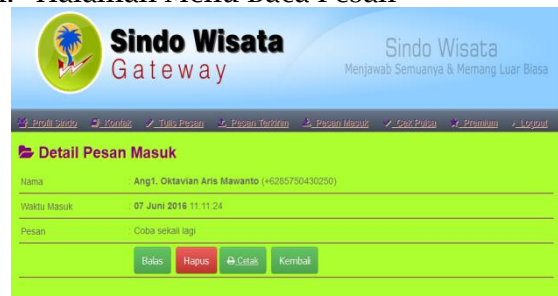 Halaman Menu Baca Pesan
Sindo Wisata
Gateway
Sindo Wisata
Menjawab Semuanya & Memang Luar Biasa
Profil Sindo Kontak Tulis Pesan Pesan Terkirim Pesan Masuk Cek Pulsa Premium Logout
Detail Pesan Masuk
Nama : Ang1. Oktavian Aris Mawanto (+6285750430250)
Waktu Masuk : 07 Juni 2016 11:11:24
Pesan : Coba sekali lagi
Balas Hapus Cetak Kembali